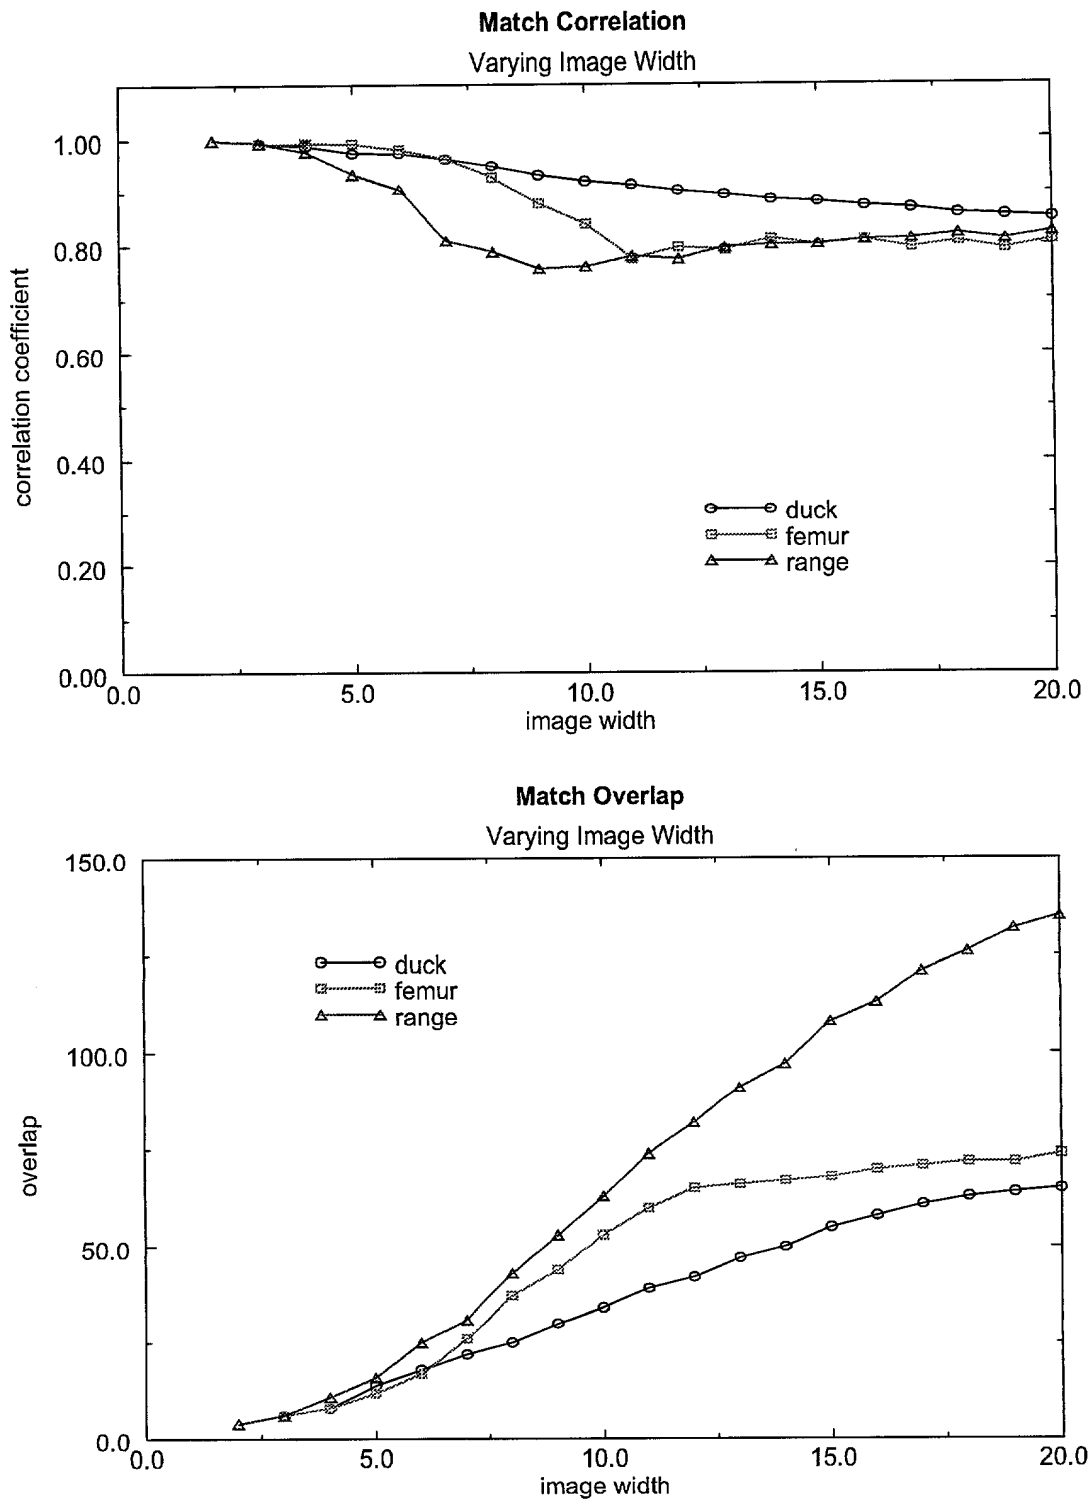 Match Correlation
Varying Image Width
1.00
0.80
0.60
0.40
0.20
0.00
correlation coefficient
duck
femur
range
0.0 5.0 10.0 15.0 20.0
image width
Match Overlap
Varying Image Width
150.0
100.0
50.0
0.0
overlap
duck
femur
range
0.0 5.0 10.0 15.0 20.0
image width